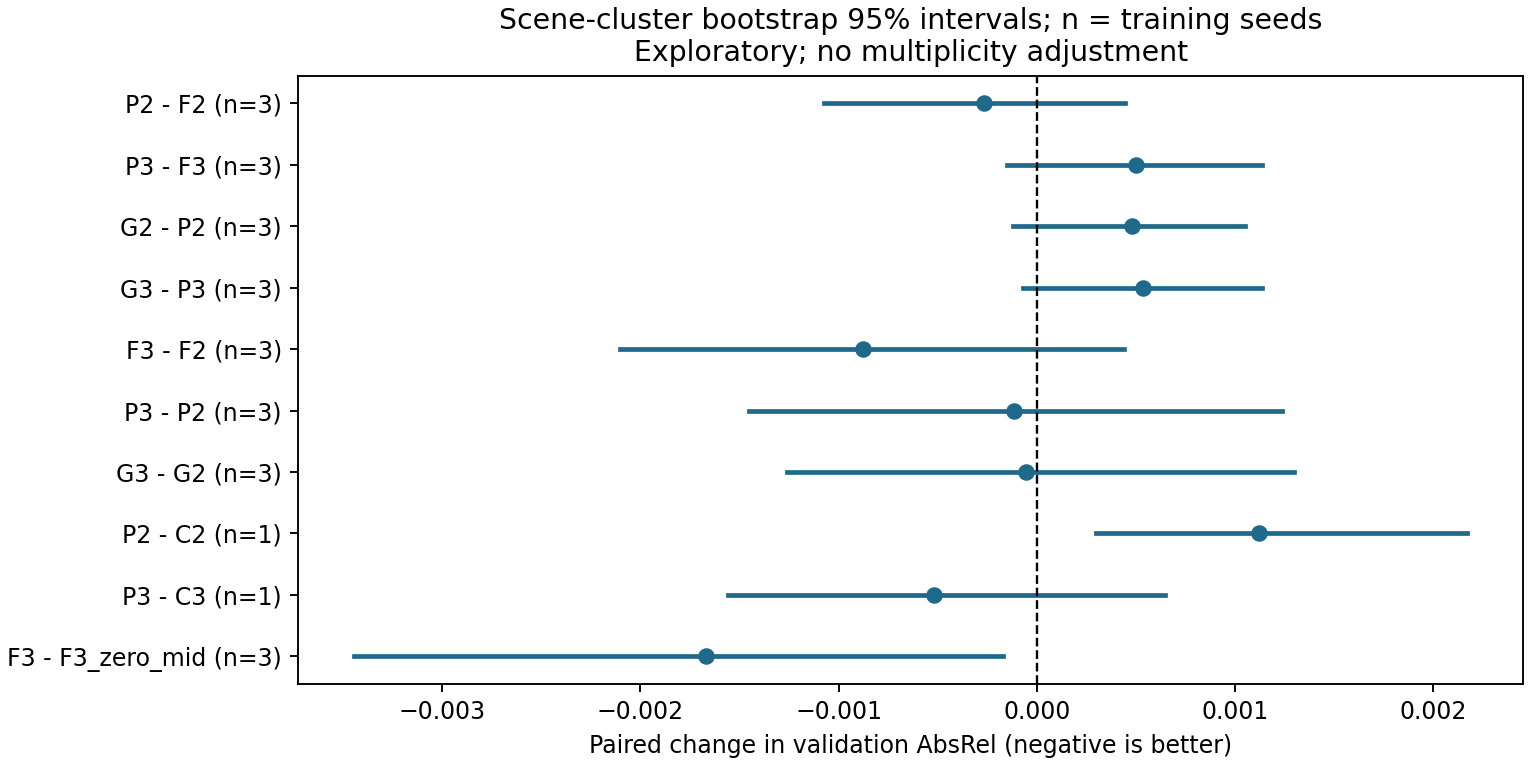 Scene-cluster bootstrap 95% intervals; n = training seeds
Exploratory; no multiplicity adjustment
P2 - F2 (n=3)
P3 - F3 (n=3)
G2 - P2 (n=3)
G3 - P3 (n=3)
F3 - F2 (n=3)
P3 - P2 (n=3)
G3 - G2 (n=3)
P2 - C2 (n=1)
P3 - C3 (n=1)
F3 - F3_zero_mid (n=3)
−0.003 −0.002 −0.001 0.000 0.001 0.002
Paired change in validation AbsRel (negative is better)